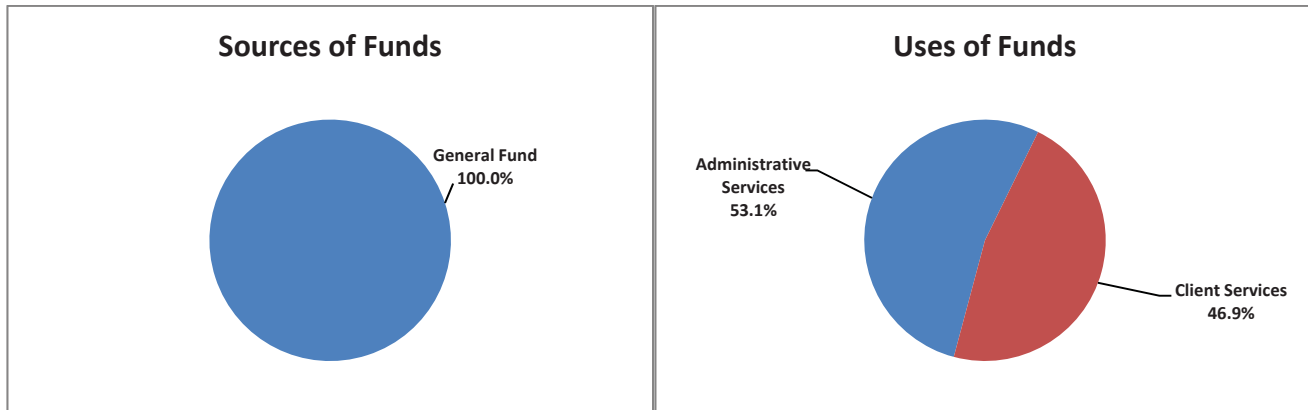 Sources of Funds
General Fund
100.0%
Uses of Funds
Administrative
Services
53.1%
Client Services
46.9%